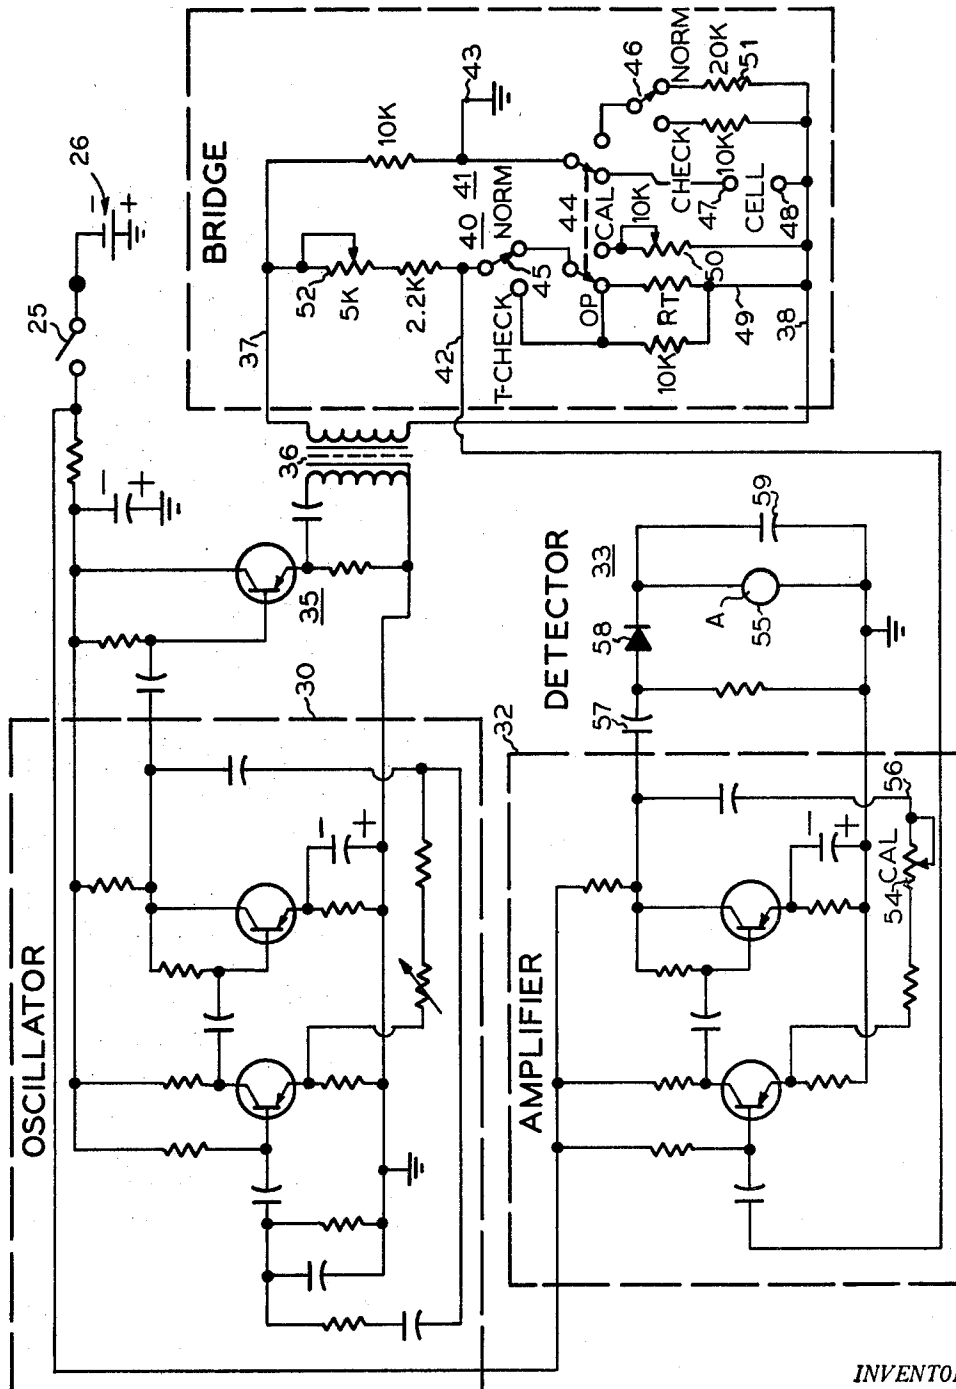 OSCILLATOR
30
35
36
25
26
−
+
−
+
−
+
BRIDGE
37
52
5K
2.2K
42
40
NORM
45
T-CHECK
OP
RT
10K
49
38
10K
41
43
44
CAL
10K
50
46
NORM
20K
51
CHECK
10K
47
CELL
48
AMPLIFIER
32
54
CAL
56
−
+
DETECTOR
33
57
58
A
55
59
INVENTO